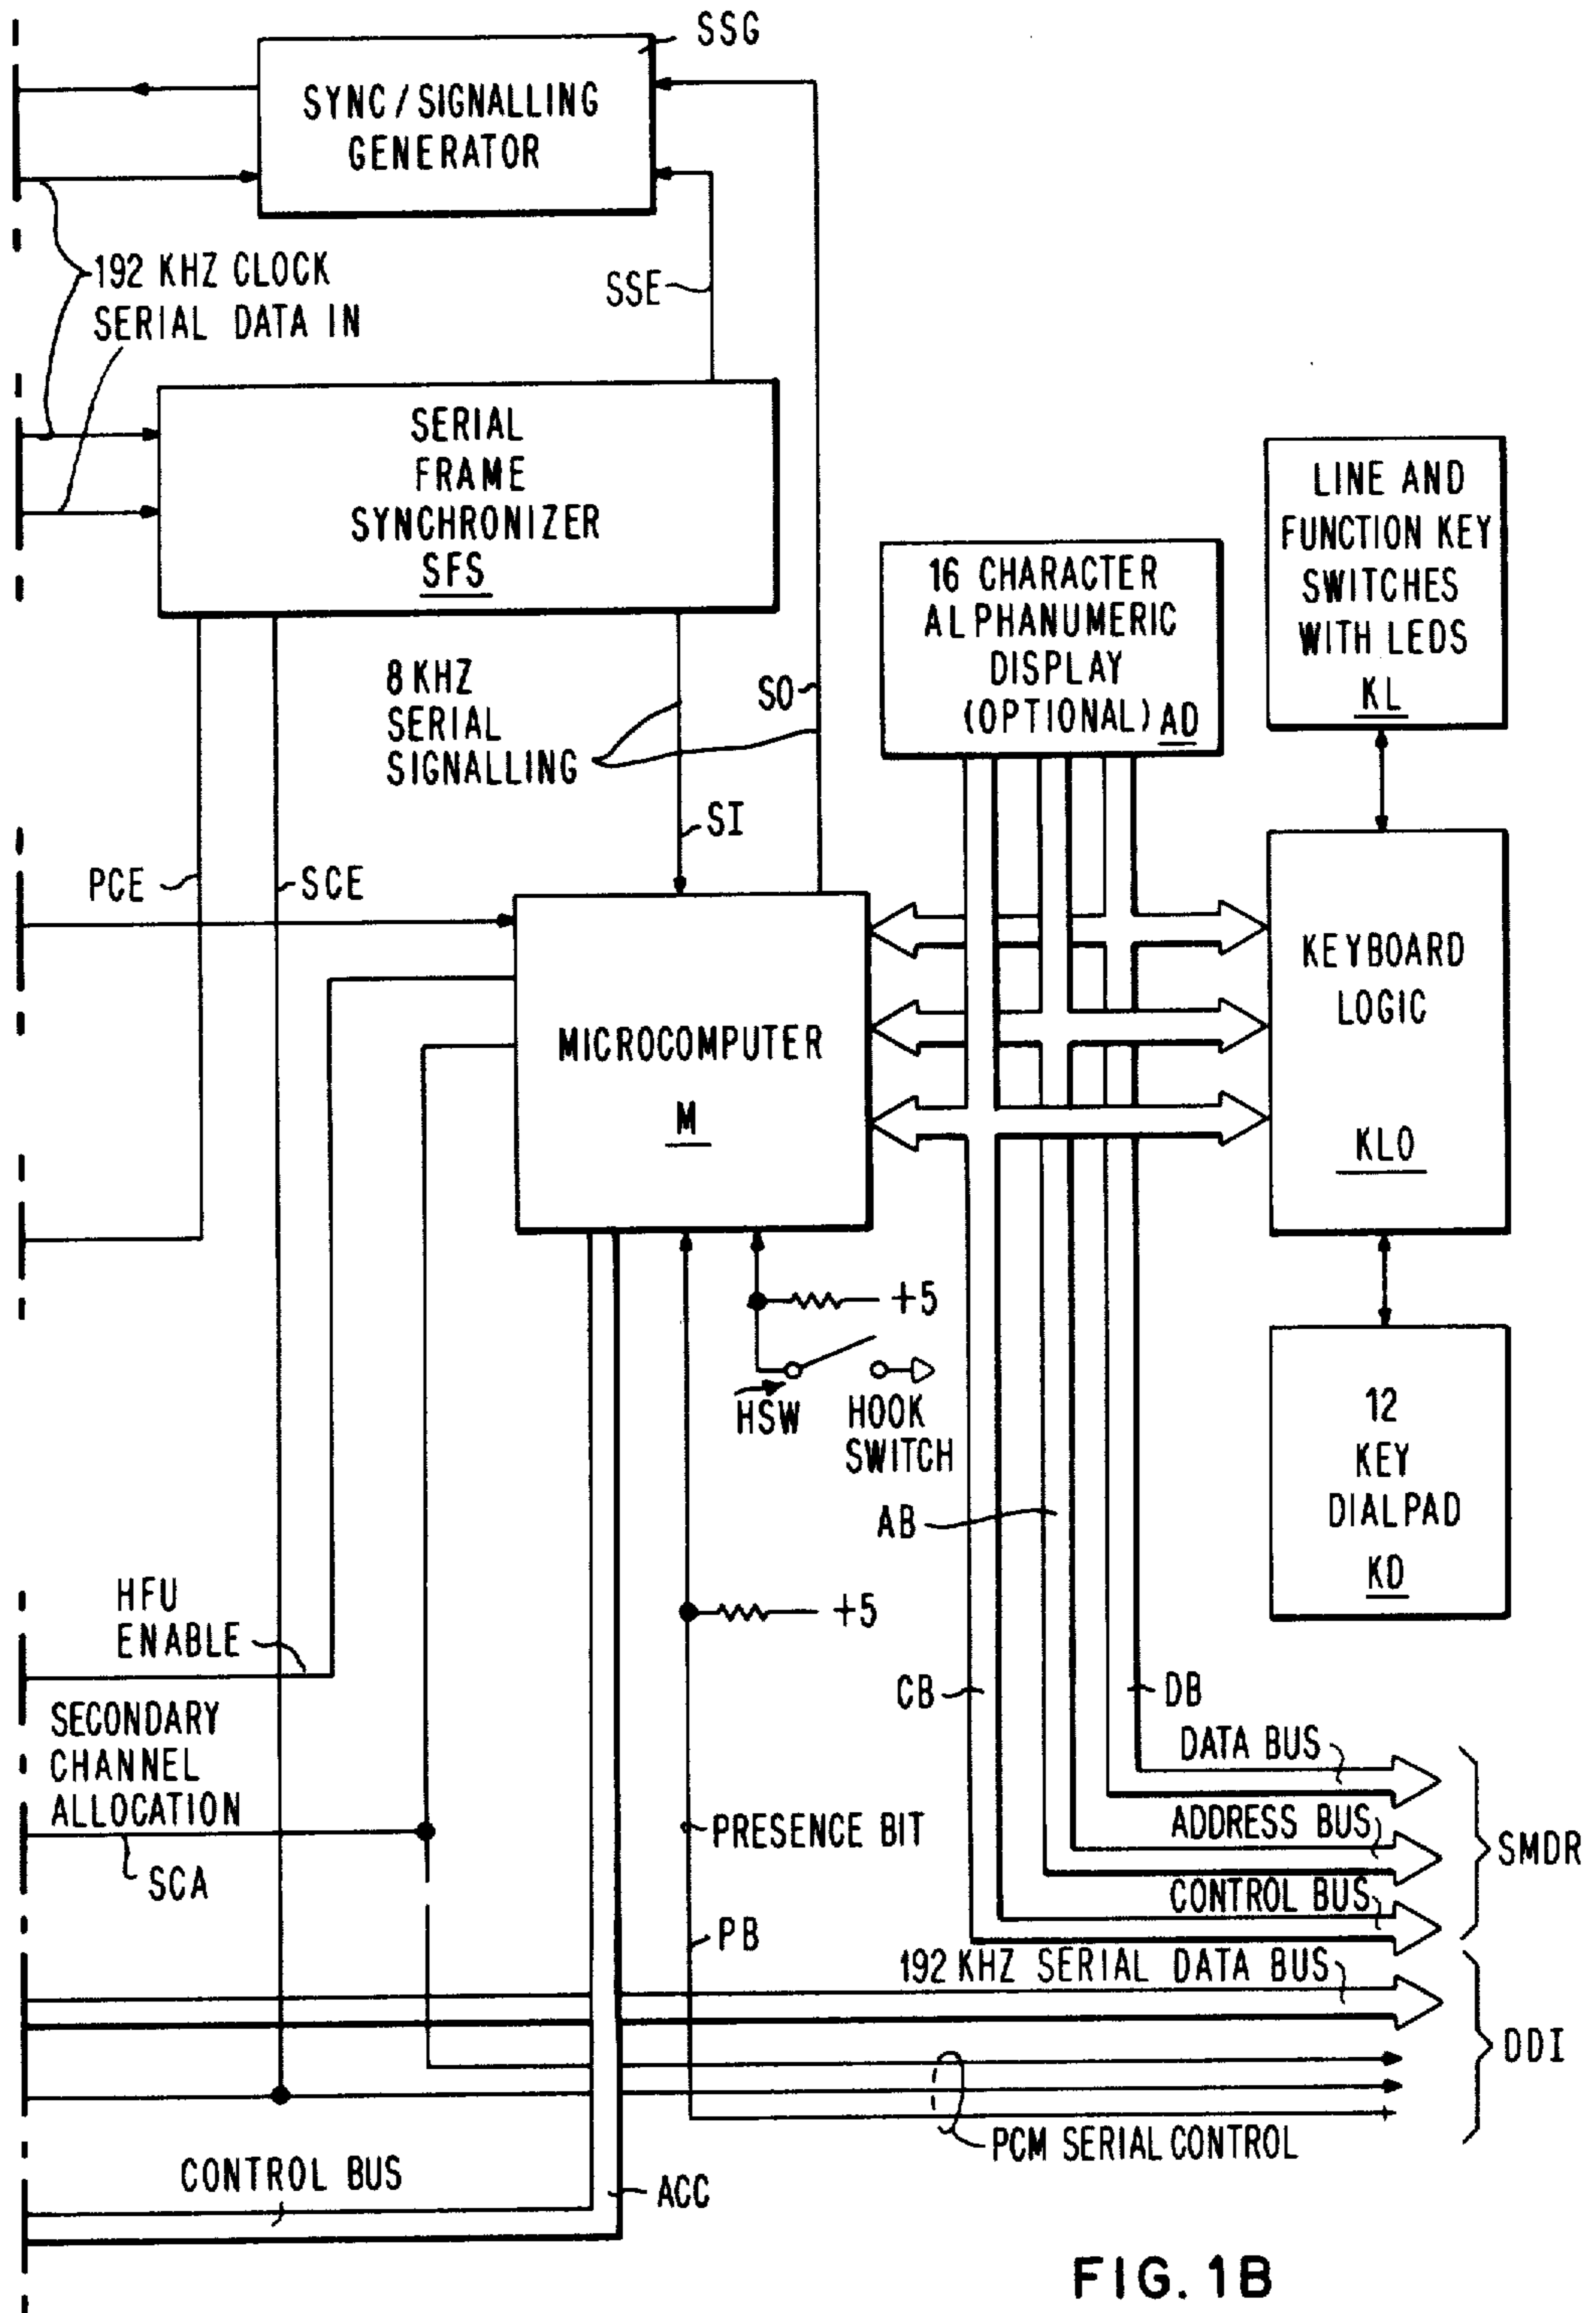 SSG
SYNC/SIGNALLING
GENERATOR
SSE
192 KHZ CLOCK
SERIAL DATA IN
SERIAL
FRAME
SYNCHRONIZER
SFS
LINE AND
FUNCTION KEY
SWITCHES
WITH LEDS
KL
16 CHARACTER
ALPHANUMERIC
DISPLAY
(OPTIONAL) AD
8 KHZ
SERIAL
SIGNALLING
SO
SI
PCE
SCE
MICROCOMPUTER
M
KEYBOARD
LOGIC
KLO
+5
HSW
HOOK
SWITCH
12
KEY
DIALPAD
KD
AB
HFU
ENABLE
+5
CB
DB
SECONDARY
CHANNEL
ALLOCATION
SCA
DATA BUS
PRESENCE BIT
ADDRESS BUS
SMDR
CONTROL BUS
PB
192 KHZ SERIAL DATA BUS
DDI
PCM SERIAL CONTROL
CONTROL BUS
ACC
FIG. 1B